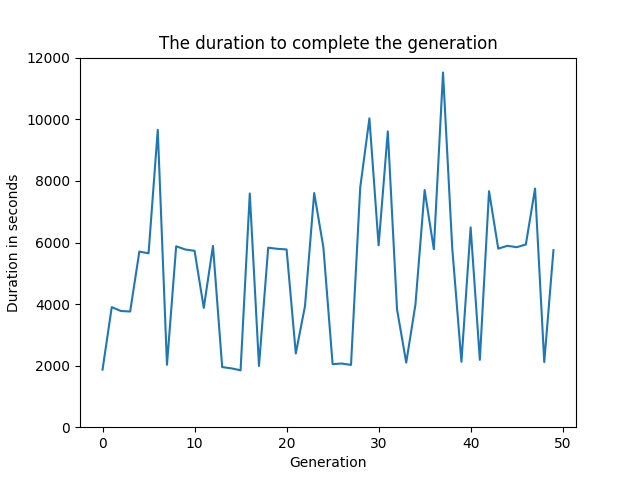 The duration to complete the generation
12000
10000
8000
6000
4000
2000
0
Duration in seconds
0 10 20 30 40 50
Generation